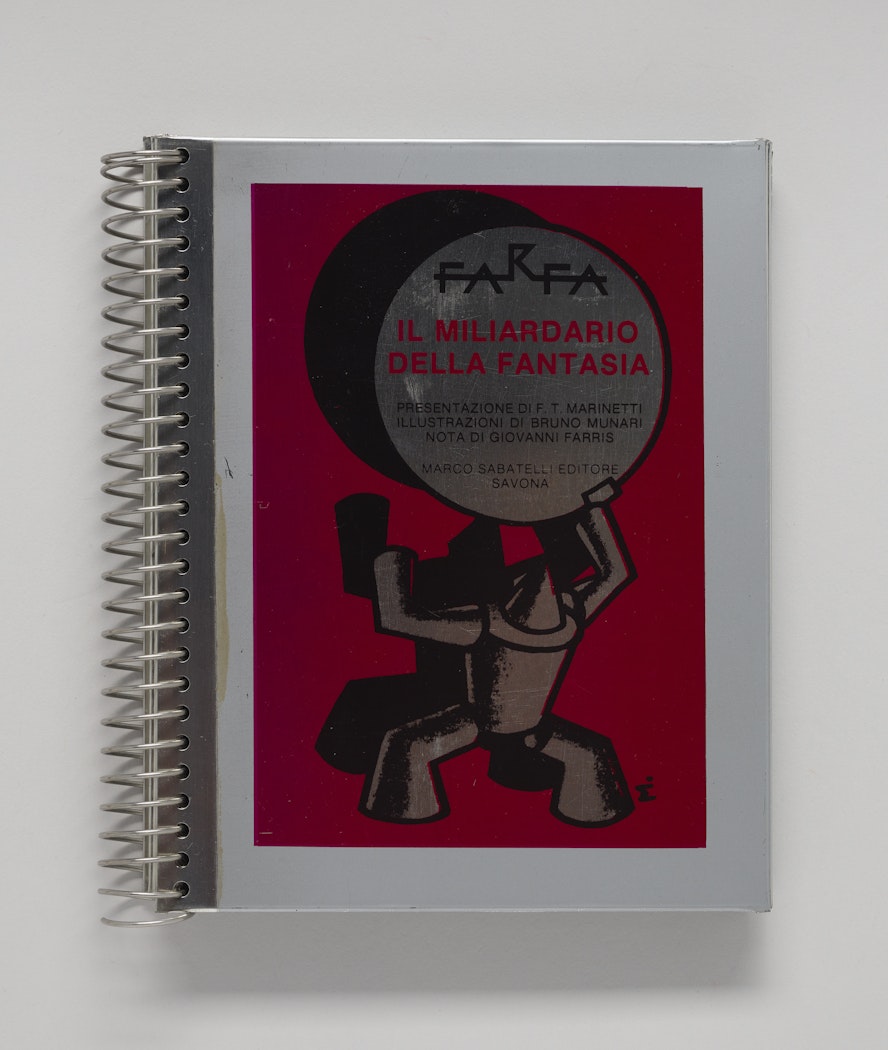 FARFA
IL MILIARDARIO
DELLA FANTASIA
PRESENTAZIONE DI F. T. MARINETTI
ILLUSTRAZIONI DI BRUNO MUNARI
NOTA DI GIOVANNI FARRIS
MARCO SABATELLI EDITORE
SAVONA